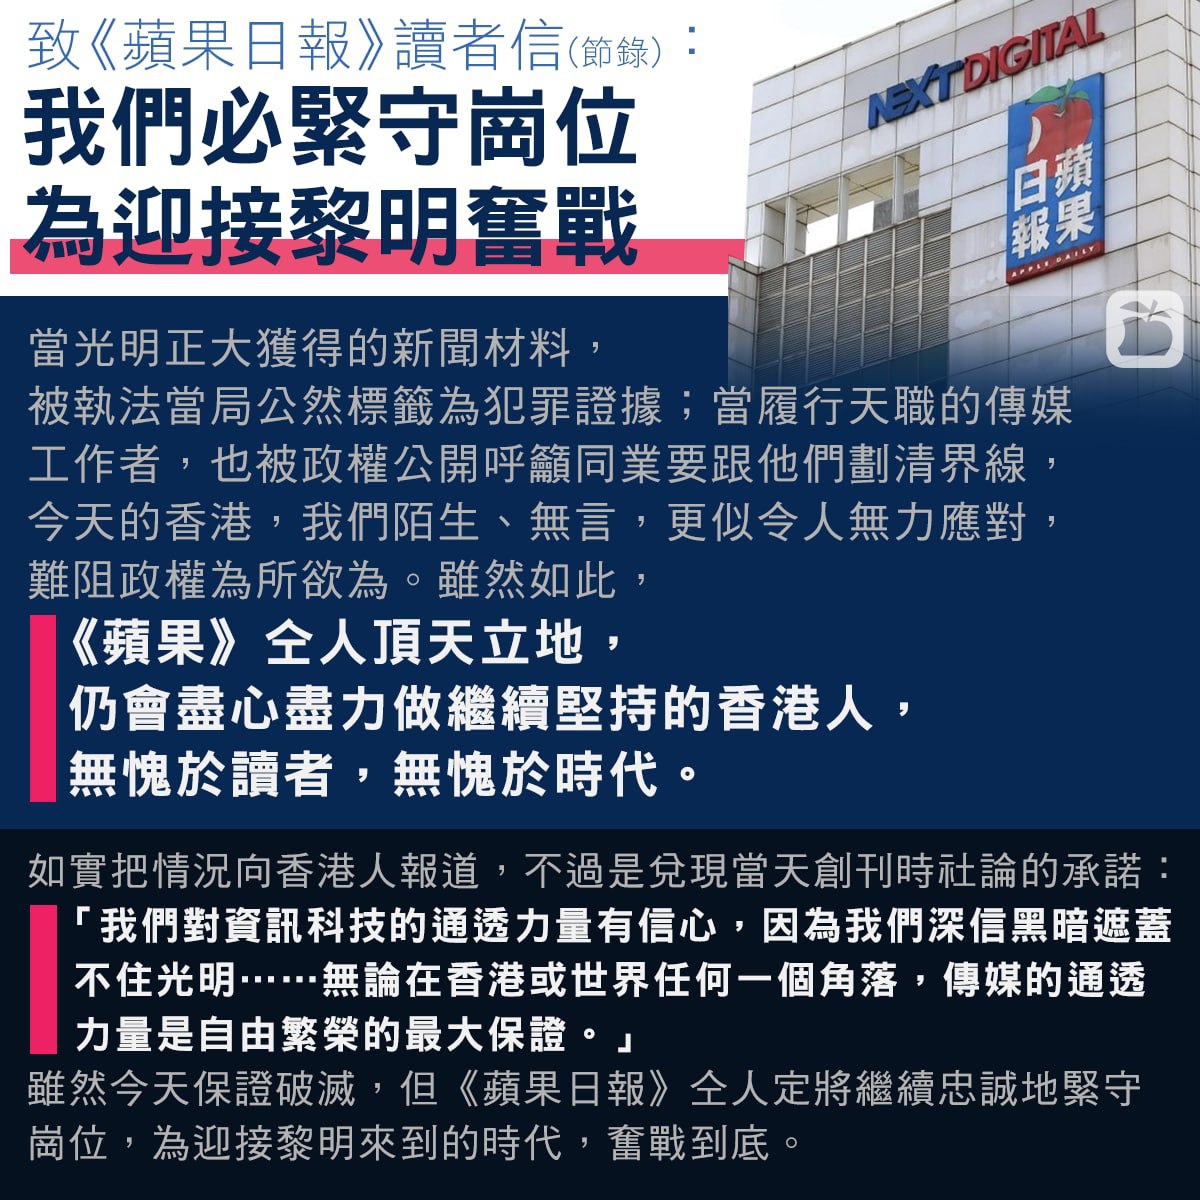 致《蘋果日報》讀者信(節錄)：
我們必緊守崗位
為迎接黎明奮戰
NEXT DIGITAL
蘋果
日報
APPLE DAILY
當光明正大獲得的新聞材料，
被執法當局公然標籤為犯罪證據；當履行天職的傳媒
工作者，也被政權公開呼籲同業要跟他們劃清界線，
今天的香港，我們陌生、無言，更似令人無力應對，
難阻政權為所欲為。雖然如此，
《蘋果》仝人頂天立地，
仍會盡心盡力做繼續堅持的香港人，
無愧於讀者，無愧於時代。
如實把情況向香港人報道，不過是兌現當天創刊時社論的承諾：
「我們對資訊科技的通透力量有信心，因為我們深信黑暗遮蓋
不住光明……無論在香港或世界任何一個角落，傳媒的通透
力量是自由繁榮的最大保證。」
雖然今天保證破滅，但《蘋果日報》仝人定將繼續忠誠地緊守
崗位，為迎接黎明來到的時代，奮戰到底。